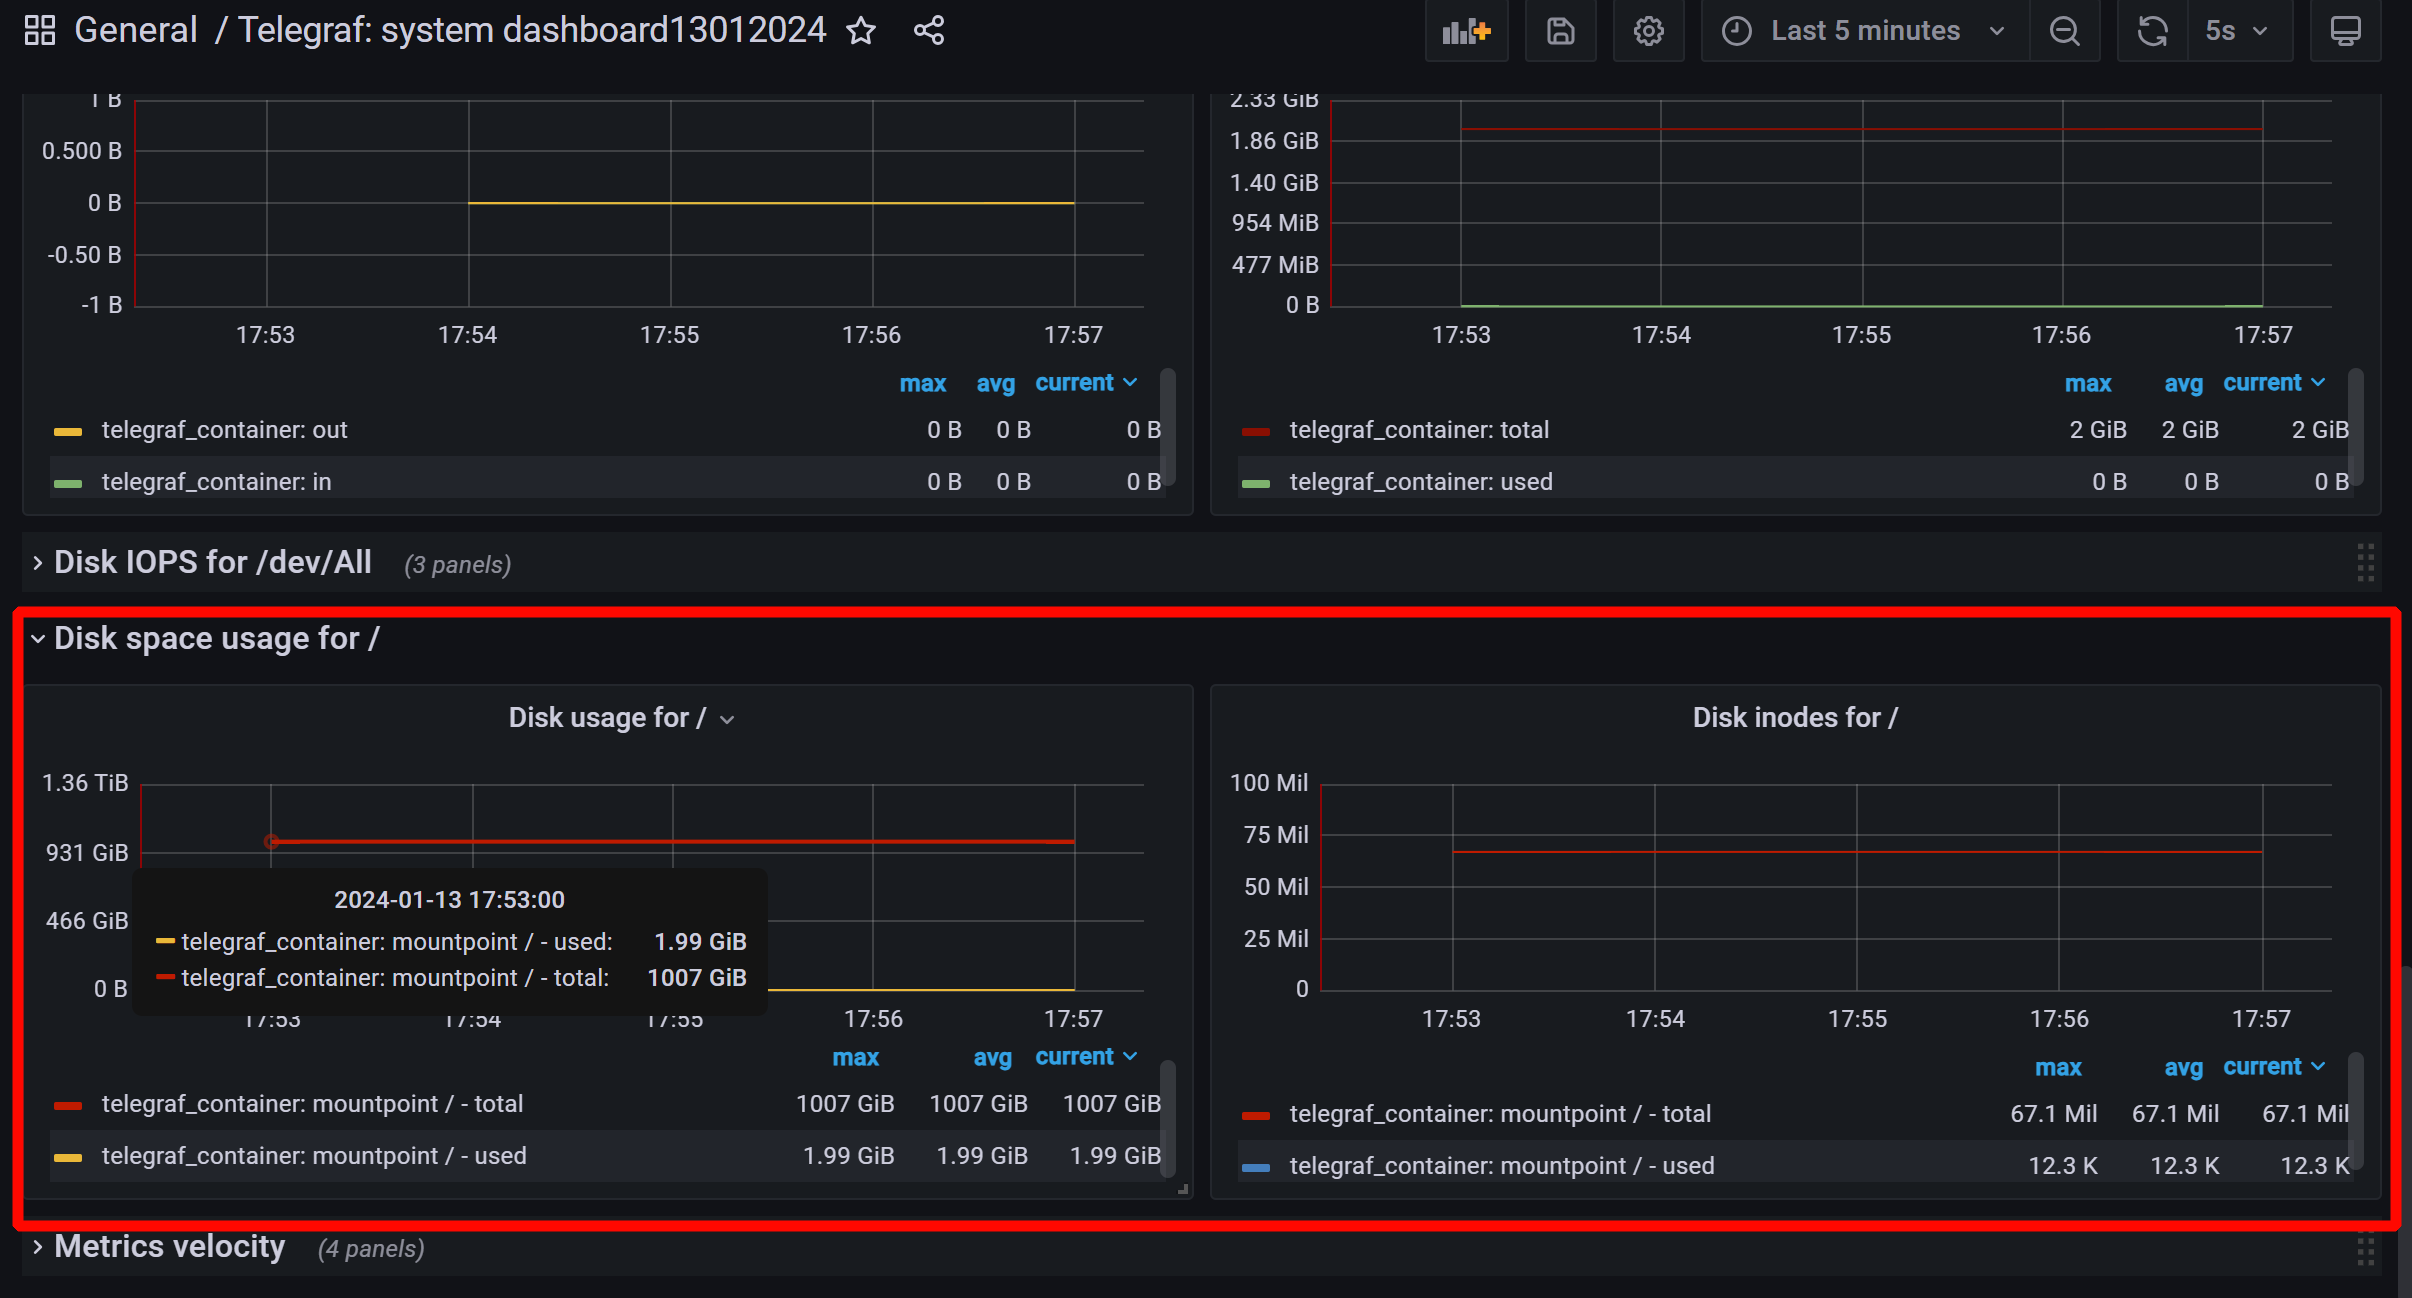 General / Telegraf: system dashboard13012024
Last 5 minutes
5s
1 B
0.500 B
0 B
-0.50 B
-1 B
17:53 17:54 17:55 17:56 17:57
max avg current
telegraf_container: out 0 B 0 B 0 B
telegraf_container: in 0 B 0 B 0 B
2.33 GiB
1.86 GiB
1.40 GiB
954 MiB
477 MiB
0 B
17:53 17:54 17:55 17:56 17:57
max avg current
telegraf_container: total 2 GiB 2 GiB 2 GiB
telegraf_container: used 0 B 0 B 0 B
Disk IOPS for /dev/All (3 panels)
Disk space usage for /
Disk usage for /
1.36 TiB
931 GiB
466 GiB
0 B
2024-01-13 17:53:00
telegraf_container: mountpoint / - used: 1.99 GiB
telegraf_container: mountpoint / - total: 1007 GiB
17:53 17:54 17:55 17:56 17:57
max avg current
telegraf_container: mountpoint / - total 1007 GiB 1007 GiB 1007 GiB
telegraf_container: mountpoint / - used 1.99 GiB 1.99 GiB 1.99 GiB
Disk inodes for /
100 Mil
75 Mil
50 Mil
25 Mil
0
17:53 17:54 17:55 17:56 17:57
max avg current
telegraf_container: mountpoint / - total 67.1 Mil 67.1 Mil 67.1 Mil
telegraf_container: mountpoint / - used 12.3 K 12.3 K 12.3 K
Metrics velocity (4 panels)